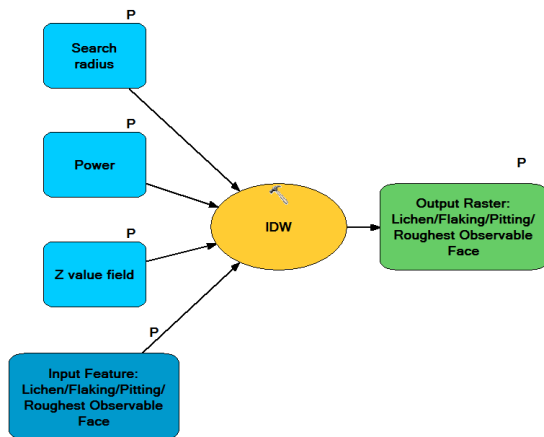 P
Search
radius
P
Power
P
Z value field
P
Input Feature:
Lichen/Flaking/Pitting/
Roughest Observable
Face
IDW
P
Output Raster:
Lichen/Flaking/Pitting/
Roughest Observable
Face